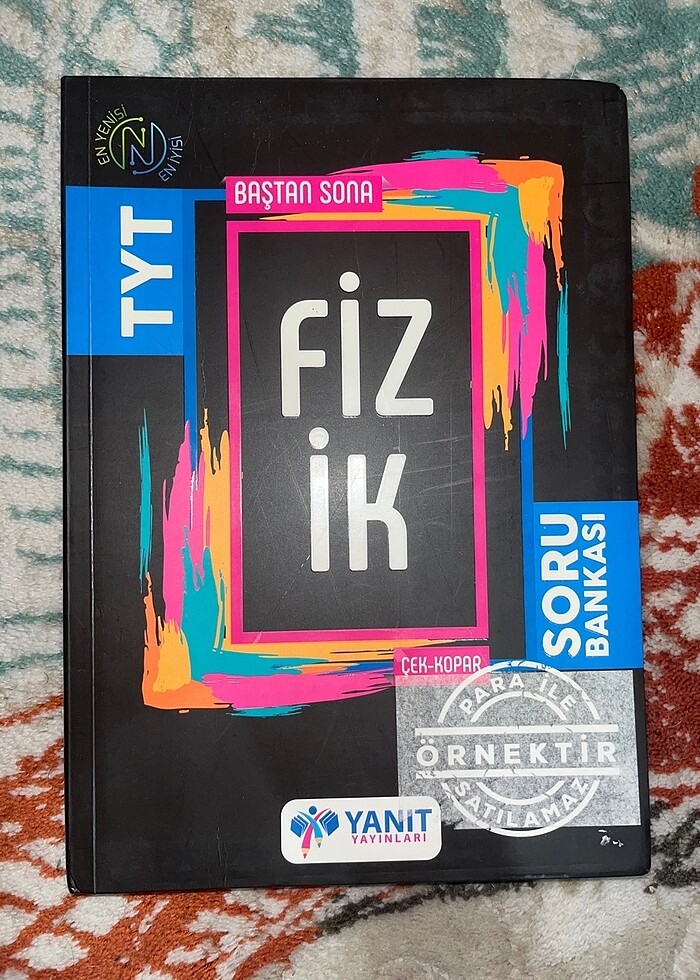 EN YENİSİ
EN İYİSİ
TYT
BAŞTAN SONA
FİZ
İK
SORU
BANKASI
ÇEK-KOPAR
PARA İLE
ÖRNEKTİR
SATILAMAZ
YANIT
YAYINLARI